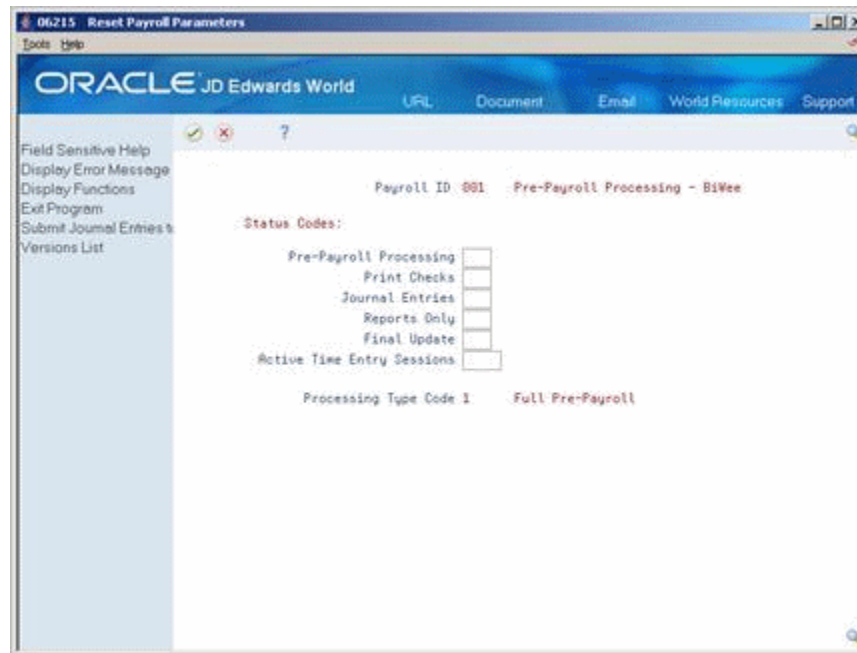 06215 Reset Payroll Parameters
Tools Help
ORACLE JD Edwards World
URL Document Email World Resources Support
?
Field Sensitive Help
Display Error Message
Display Functions
Exit Program
Submit Journal Entries t
Versions List
Payroll ID 001 Pre-Payroll Processing - BiWee
Status Codes:
Pre-Payroll Processing
Print Checks
Journal Entries
Reports Only
Final Update
Active Time Entry Sessions
Processing Type Code 1 Full Pre-Payroll